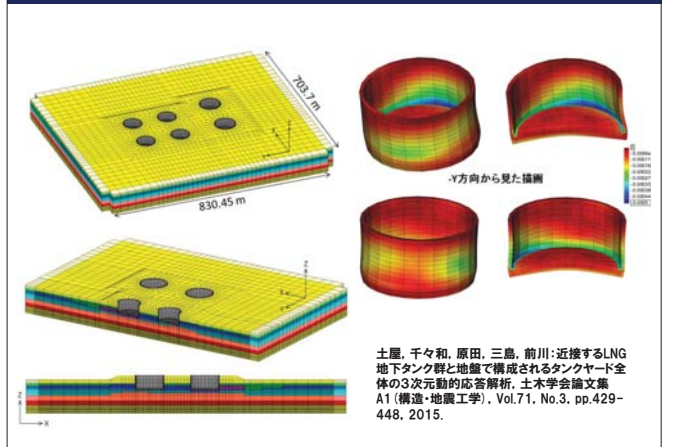 703.7 m
830.45 m
-Y方向から見た描画
Z
X
Y
Z
X
Y
Z
X
土屋, 千々和, 原田, 三島, 前川:近接するLNG
地下タンク群と地盤で構成されるタンクヤード全
体の3次元動的応答解析, 土木学会論文集
A1(構造・地震工学), Vol.71, No.3, pp.429-
448, 2015.